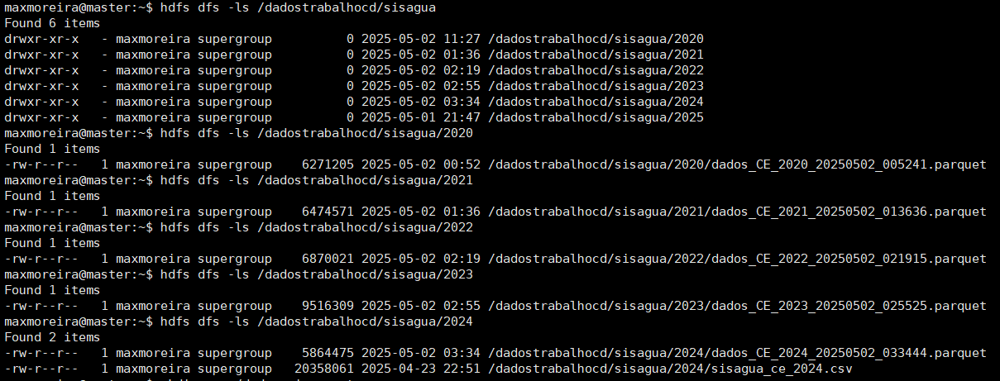 maxmoreira@master:~$ hdfs dfs -ls /dadostrabalhocd/sisagua
Found 6 items
drwxr-xr-x   - maxmoreira supergroup          0 2025-05-02 11:27 /dadostrabalhocd/sisagua/2020
drwxr-xr-x   - maxmoreira supergroup          0 2025-05-02 01:36 /dadostrabalhocd/sisagua/2021
drwxr-xr-x   - maxmoreira supergroup          0 2025-05-02 02:19 /dadostrabalhocd/sisagua/2022
drwxr-xr-x   - maxmoreira supergroup          0 2025-05-02 02:55 /dadostrabalhocd/sisagua/2023
drwxr-xr-x   - maxmoreira supergroup          0 2025-05-02 03:34 /dadostrabalhocd/sisagua/2024
drwxr-xr-x   - maxmoreira supergroup          0 2025-05-01 21:47 /dadostrabalhocd/sisagua/2025
maxmoreira@master:~$ hdfs dfs -ls /dadostrabalhocd/sisagua/2020
Found 1 items
-rw-r--r--   1 maxmoreira supergroup    6271205 2025-05-02 00:52 /dadostrabalhocd/sisagua/2020/dados_CE_2020_20250502_005241.parquet
maxmoreira@master:~$ hdfs dfs -ls /dadostrabalhocd/sisagua/2021
Found 1 items
-rw-r--r--   1 maxmoreira supergroup    6474571 2025-05-02 01:36 /dadostrabalhocd/sisagua/2021/dados_CE_2021_20250502_013636.parquet
maxmoreira@master:~$ hdfs dfs -ls /dadostrabalhocd/sisagua/2022
Found 1 items
-rw-r--r--   1 maxmoreira supergroup    6870021 2025-05-02 02:19 /dadostrabalhocd/sisagua/2022/dados_CE_2022_20250502_021915.parquet
maxmoreira@master:~$ hdfs dfs -ls /dadostrabalhocd/sisagua/2023
Found 1 items
-rw-r--r--   1 maxmoreira supergroup    9516309 2025-05-02 02:55 /dadostrabalhocd/sisagua/2023/dados_CE_2023_20250502_025525.parquet
maxmoreira@master:~$ hdfs dfs -ls /dadostrabalhocd/sisagua/2024
Found 2 items
-rw-r--r--   1 maxmoreira supergroup    5864475 2025-05-02 03:34 /dadostrabalhocd/sisagua/2024/dados_CE_2024_20250502_033444.parquet
-rw-r--r--   1 maxmoreira supergroup   20358061 2025-04-23 22:51 /dadostrabalhocd/sisagua/2024/sisagua_ce_2024.csv